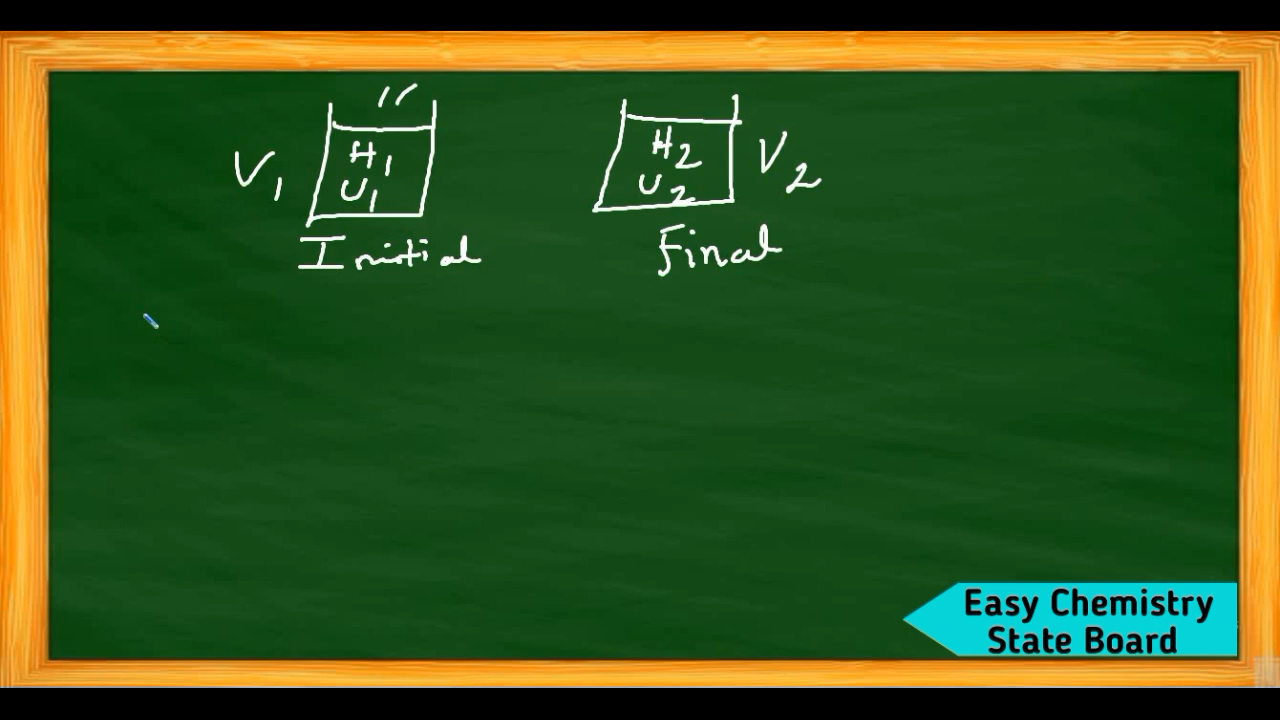 V1 H1 U1
H2 U2 V2
Initial
Final
Easy Chemistry
State Board